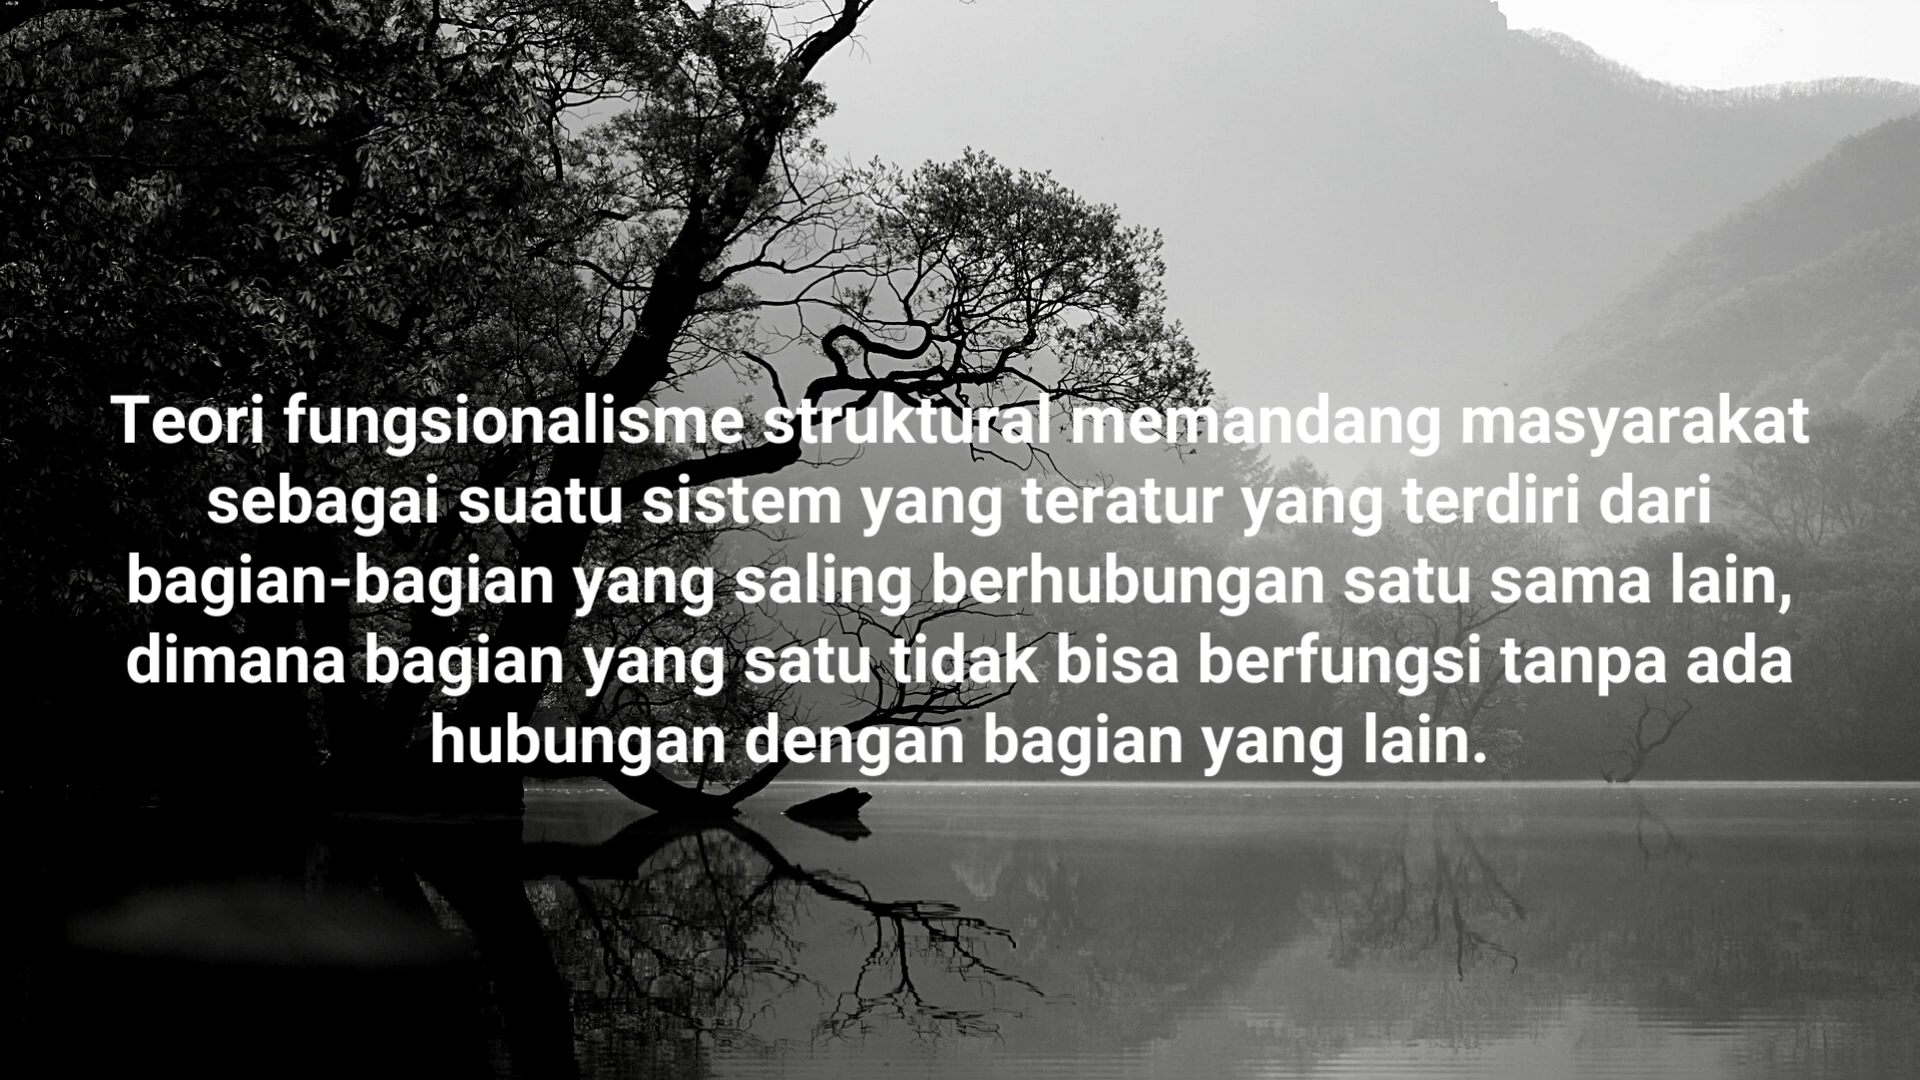 Teori fungsionalisme struktural memandang masyarakat
sebagai suatu sistem yang teratur yang terdiri dari
bagian-bagian yang saling berhubungan satu sama lain,
dimana bagian yang satu tidak bisa berfungsi tanpa ada
hubungan dengan bagian yang lain.